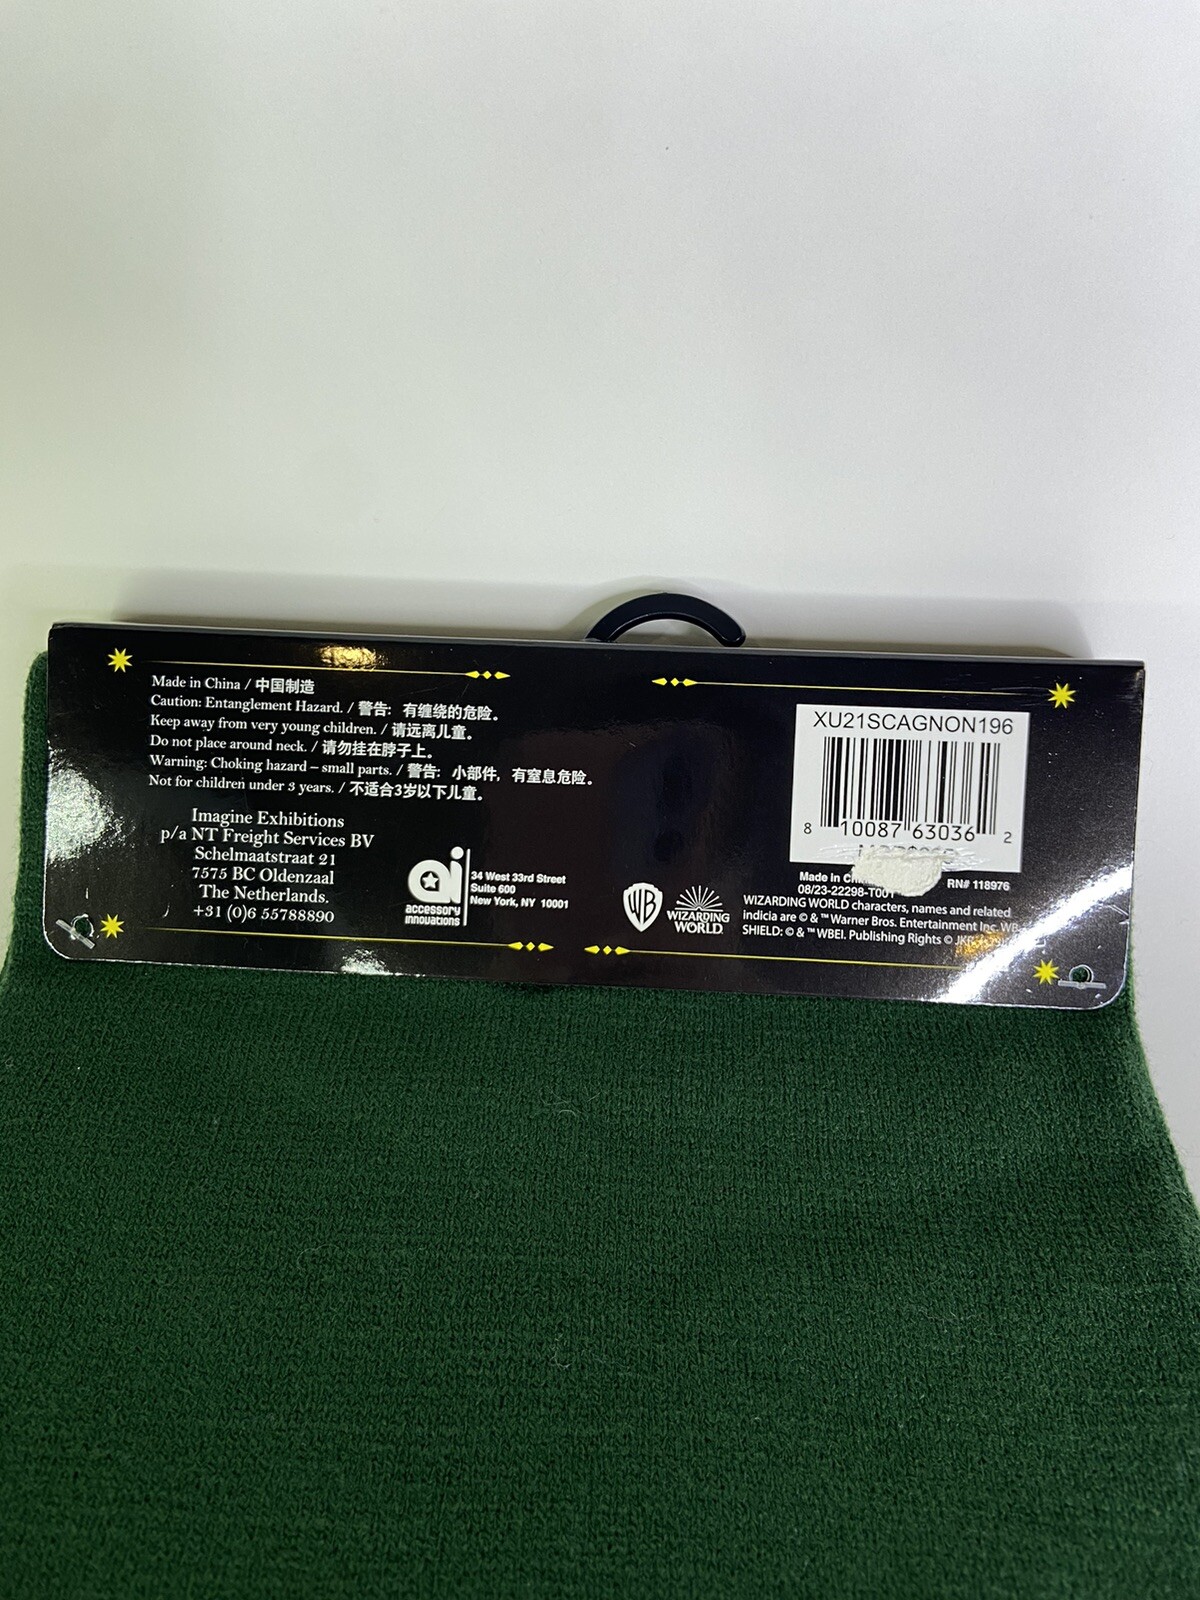 Made in China / 中国制造
Caution: Entanglement Hazard. / 警告: 有缠绕的危险。
Keep away from very young children. / 请远离儿童。
Do not place around neck. / 请勿挂在脖子上。
Warning: Choking hazard – small parts. / 警告: 小部件, 有窒息危险。
Not for children under 3 years. / 不适合3岁以下儿童。
Imagine Exhibitions
p/a NT Freight Services BV
Schelmaatstraat 21
7575 BC Oldenzaal
The Netherlands.
+31 (0)6 55788890
ai
accessory
innovations
34 West 33rd Street
Suite 600
New York, NY 10001
WB
WIZARDING
WORLD
XU21SCAGNON196
8 10087 63036 2
Made in
RN# 118976
08/23-22298-T001
WIZARDING WORLD characters, names and related
indicia are © & ™ Warner Bros. Entertainment Inc. WB
SHIELD: © & ™ WBEI. Publishing Rights © JKR.